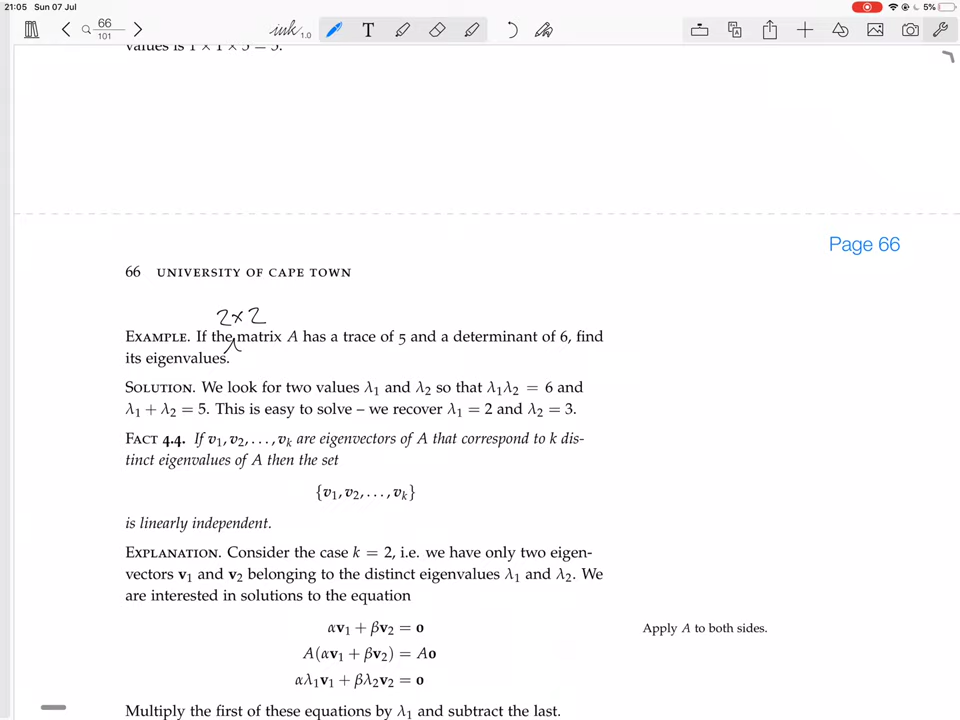 21:05 Sun 07 Jul
5%
66
101
ink 1.0
T
values is 1 × 1 × 5 = 5.
Page 66
66 UNIVERSITY OF CAPE TOWN
2×2
EXAMPLE. If the matrix A has a trace of 5 and a determinant of 6, find
its eigenvalues.
SOLUTION. We look for two values λ₁ and λ₂ so that λ₁λ₂ = 6 and
λ₁ + λ₂ = 5. This is easy to solve – we recover λ₁ = 2 and λ₂ = 3.
FACT 4.4. If v₁, v₂, . . . , vₖ are eigenvectors of A that correspond to k dis-
tinct eigenvalues of A then the set
{v₁, v₂, . . . , vₖ}
is linearly independent.
EXPLANATION. Consider the case k = 2, i.e. we have only two eigen-
vectors v₁ and v₂ belonging to the distinct eigenvalues λ₁ and λ₂. We
are interested in solutions to the equation
αv₁ + βv₂ = o
Apply A to both sides.
A(αv₁ + βv₂) = Ao
αλ₁v₁ + βλ₂v₂ = o
Multiply the first of these equations by λ₁ and subtract the last.